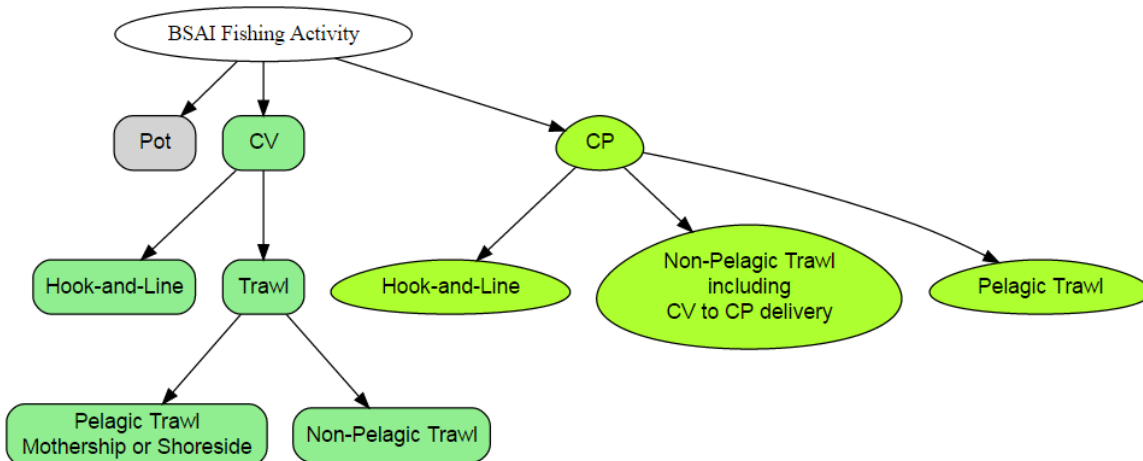 BSAI Fishing Activity
Pot
CV
CP
Hook-and-Line
Trawl
Hook-and-Line
Non-Pelagic Trawl
including
CV to CP delivery
Pelagic Trawl
Pelagic Trawl
Mothership or Shoreside
Non-Pelagic Trawl